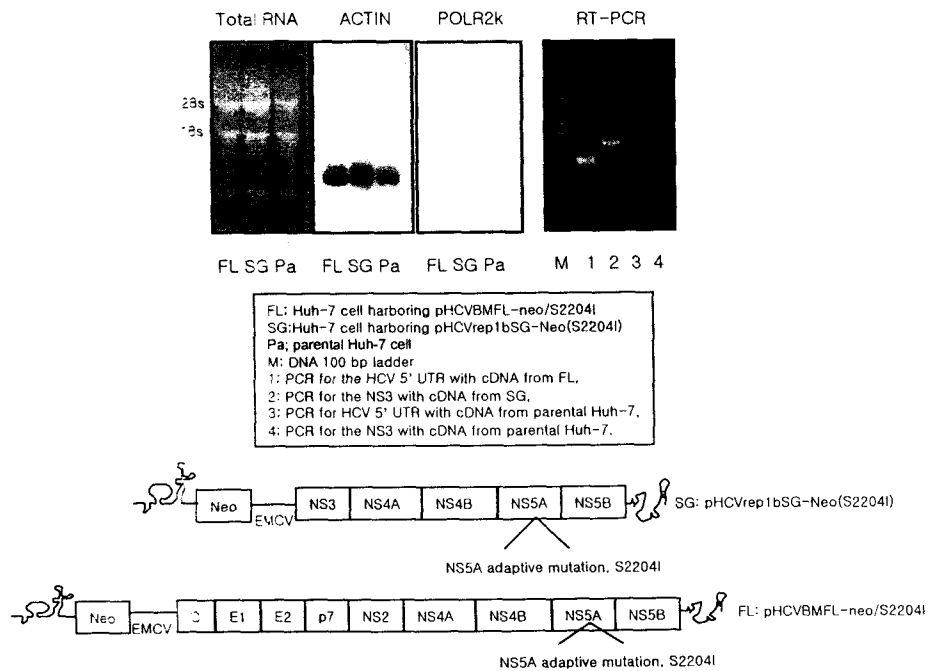 Total RNA ACTIN POLR2k RT-PCR
28s
18s
FL SG Pa FL SG Pa FL SG Pa M 1 2 3 4
FL: Huh-7 cell harboring pHCVBMFL-neo/S2204I
SG;Huh-7 cell harboring pHCVrep1bSG-Neo(S2204I)
Pa; parental Huh-7 cell
M: DNA 100 bp ladder
1: PCR for the HCV 5' UTR with cDNA from FL,
2: PCR for the NS3 with cDNA from SG,
3: PCR for HCV 5' UTR with cDNA from parental Huh-7,
4: PCR for the NS3 with cDNA from parental Huh-7.
Neo EMCV NS3 NS4A NS4B NS5A NS5B SG: pHCVrep1bSG-Neo(S2204I)
NS5A adaptive mutation, S2204I
Neo EMCV C E1 E2 p7 NS2 NS4A NS4B NS5A NS5B FL: pHCVBMFL-neo/S2204I
NS5A adaptive mutation, S2204I